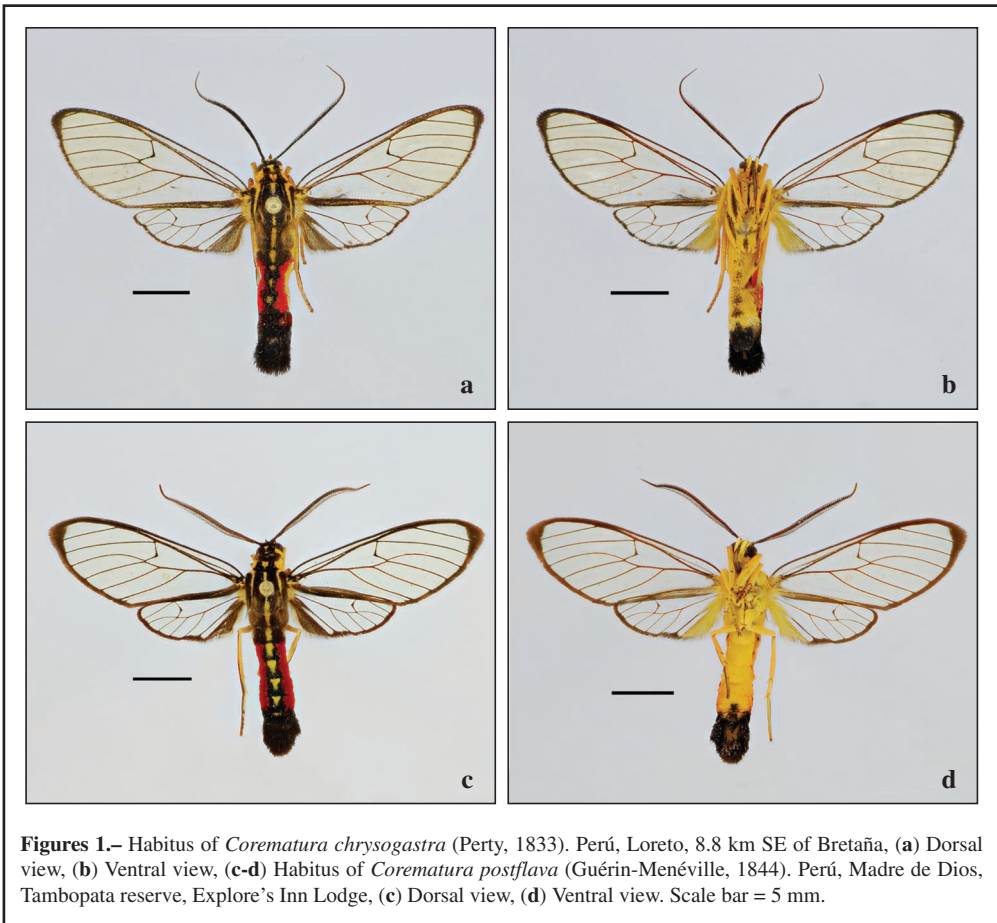 a
b
c
d
Figures 1.– Habitus of Corematura chrysogastra (Perty, 1833). Perú, Loreto, 8.8 km SE of Bretaña, (a) Dorsal
view, (b) Ventral view, (c-d) Habitus of Corematura postflava (Guérin-Menéville, 1844). Perú, Madre de Dios,
Tambopata reserve, Explore's Inn Lodge, (c) Dorsal view, (d) Ventral view. Scale bar = 5 mm.